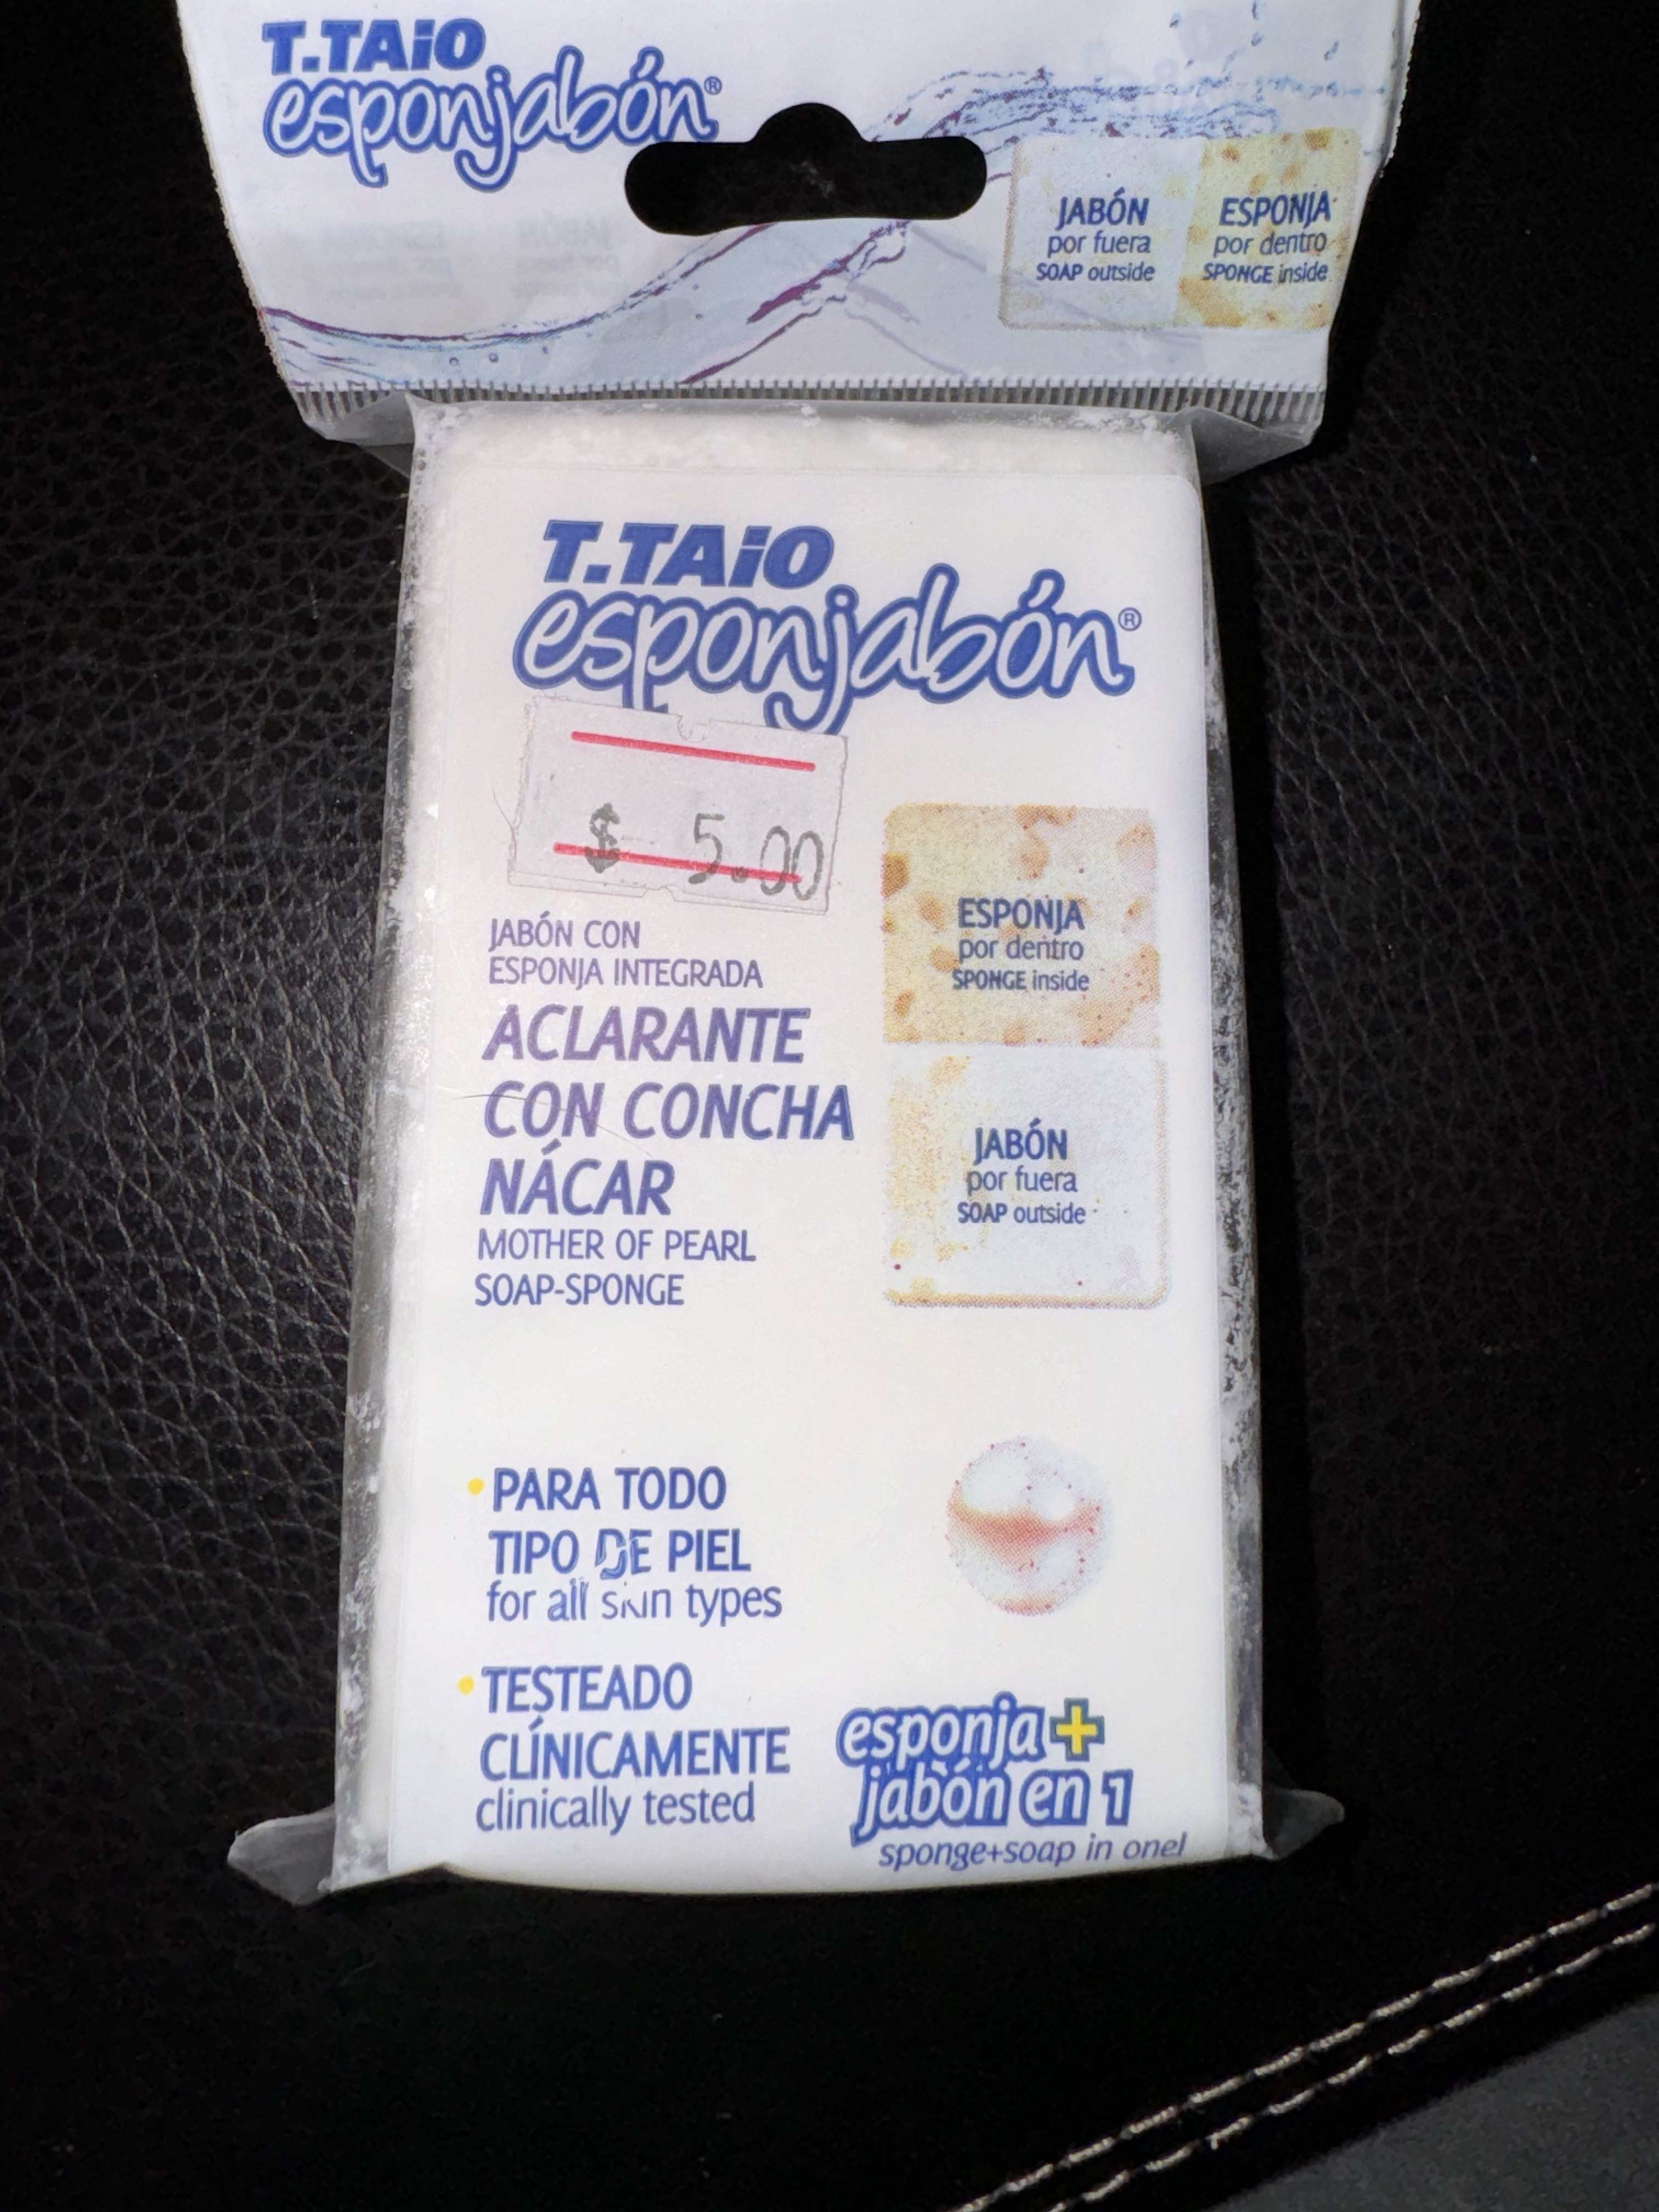 T.TAiO
esponjabón®
JABÓN
por fuera
SOAP outside
ESPONJA
por dentro
SPONGE inside
T.TAiO
esponjabón®
$ 5.00
JABÓN CON
ESPONJA INTEGRADA
ACLARANTE
CON CONCHA
NÁCAR
MOTHER OF PEARL
SOAP-SPONGE
ESPONJA
por dentro
SPONGE inside
JABÓN
por fuera
SOAP outside
• PARA TODO
TIPO DE PIEL
for all skin types
• TESTEADO
CLÍNICAMENTE
clinically tested
esponja+
jabón en 1
sponge+soap in one!